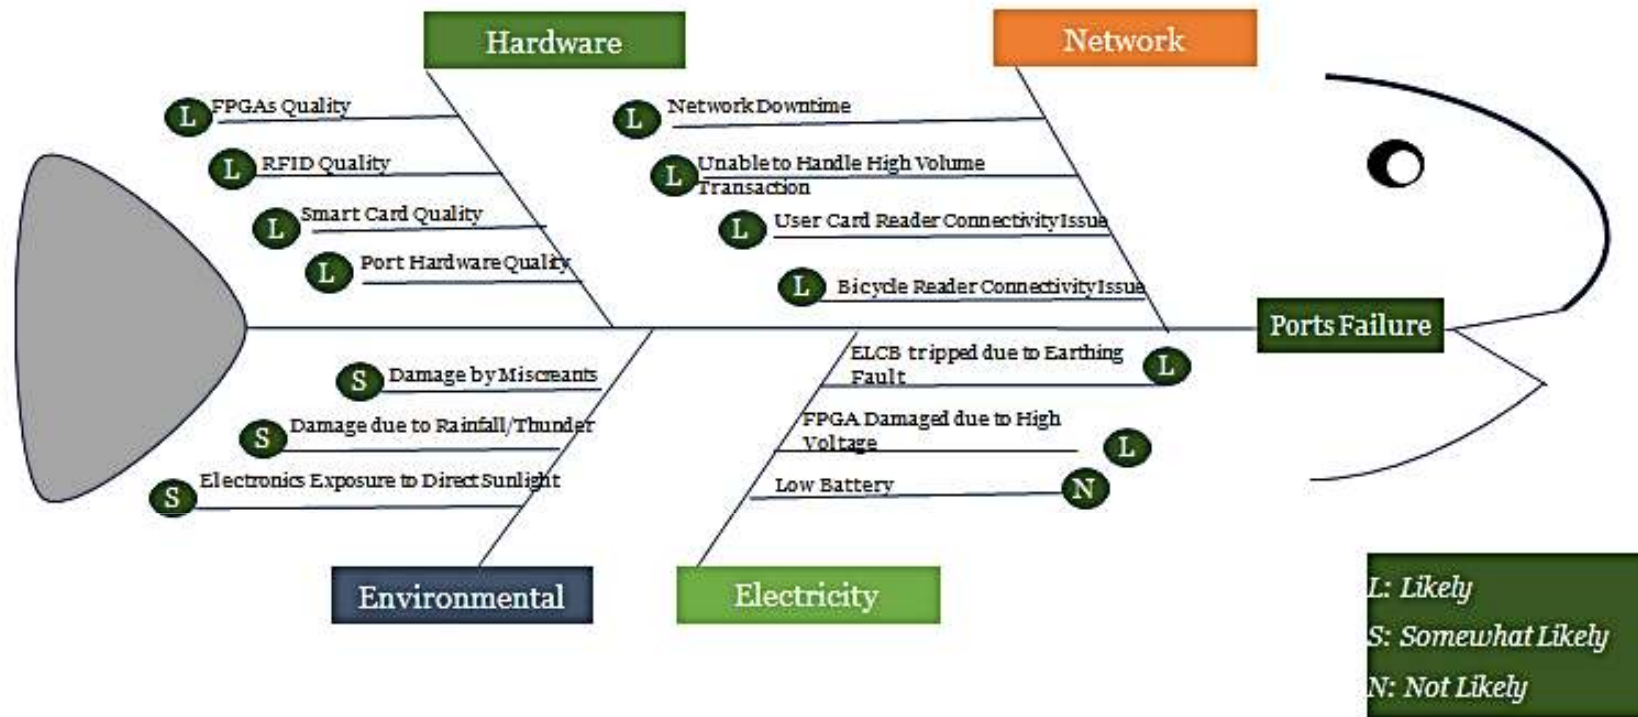 Hardware
Network
L FPGAs Quality
L RFID Quality
L Smart Card Quality
L Port Hardware Quality
L Network Downtime
L Unable to Handle High Volume
Transaction
L User Card Reader Connectivity Issue
L Bicycle Reader Connectivity Issue
Ports Failure
S Damage by Miscreants
S Damage due to Rainfall/Thunder
S Electronics Exposure to Direct Sunlight
ELCB tripped due to Earthing
Fault L
FPGA Damaged due to High
Voltage L
Low Battery N
Environmental
Electricity
L: Likely
S: Somewhat Likely
N: Not Likely